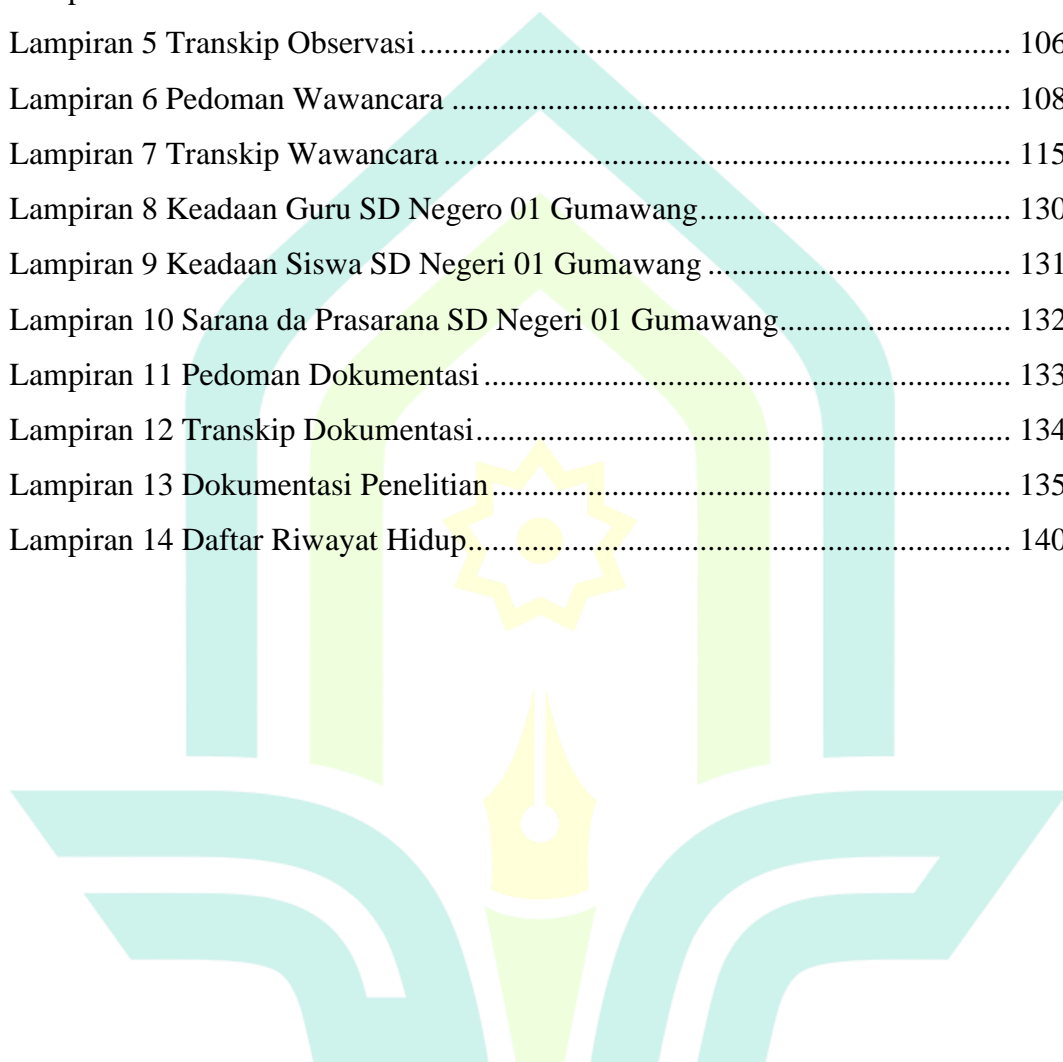 Lampiran 5 Transkip Observasi ........................................................................ 106
Lampiran 6 Pedoman Wawancara .................................................................... 108
Lampiran 7 Transkip Wawancara ..................................................................... 115
Lampiran 8 Keadaan Guru SD Negero 01 Gumawang...................................... 130
Lampiran 9 Keadaan Siswa SD Negeri 01 Gumawang ..................................... 131
Lampiran 10 Sarana da Prasarana SD Negeri 01 Gumawang............................ 132
Lampiran 11 Pedoman Dokumentasi ................................................................ 133
Lampiran 12 Transkip Dokumentasi................................................................. 134
Lampiran 13 Dokumentasi Penelitian ............................................................... 135
Lampiran 14 Daftar Riwayat Hidup.................................................................. 140